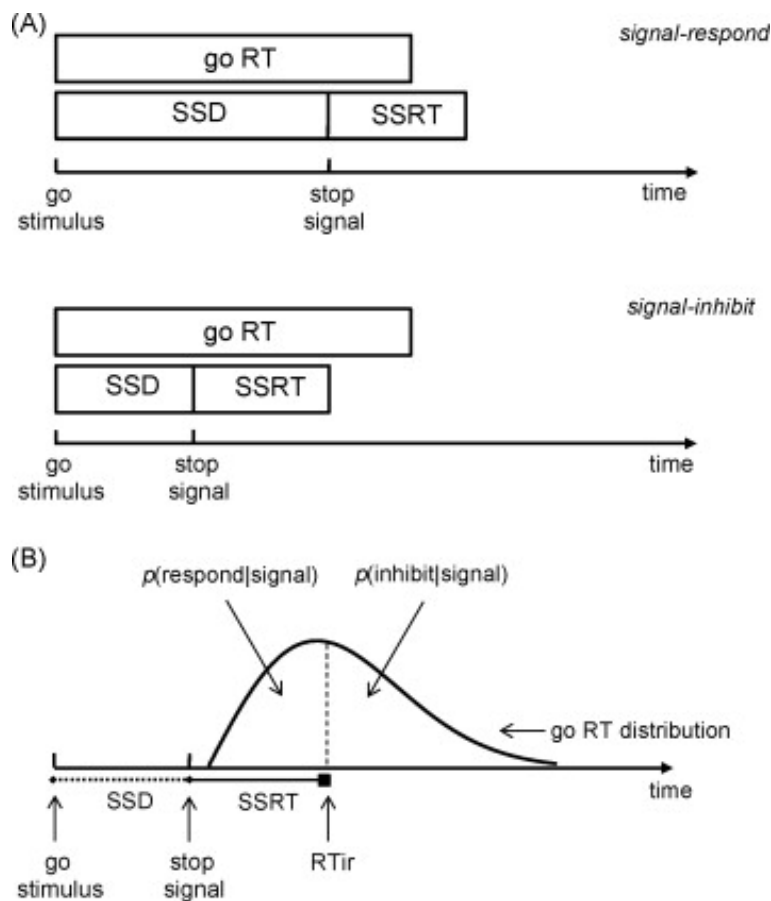 (A)
signal-respond
go RT
SSD
SSRT
go
stimulus
stop
signal
time
signal-inhibit
go RT
SSD
SSRT
go
stimulus
stop
signal
time
(B)
p(respond|signal)
p(inhibit|signal)
go RT distribution
time
SSD
SSRT
go
stimulus
stop
signal
RTir